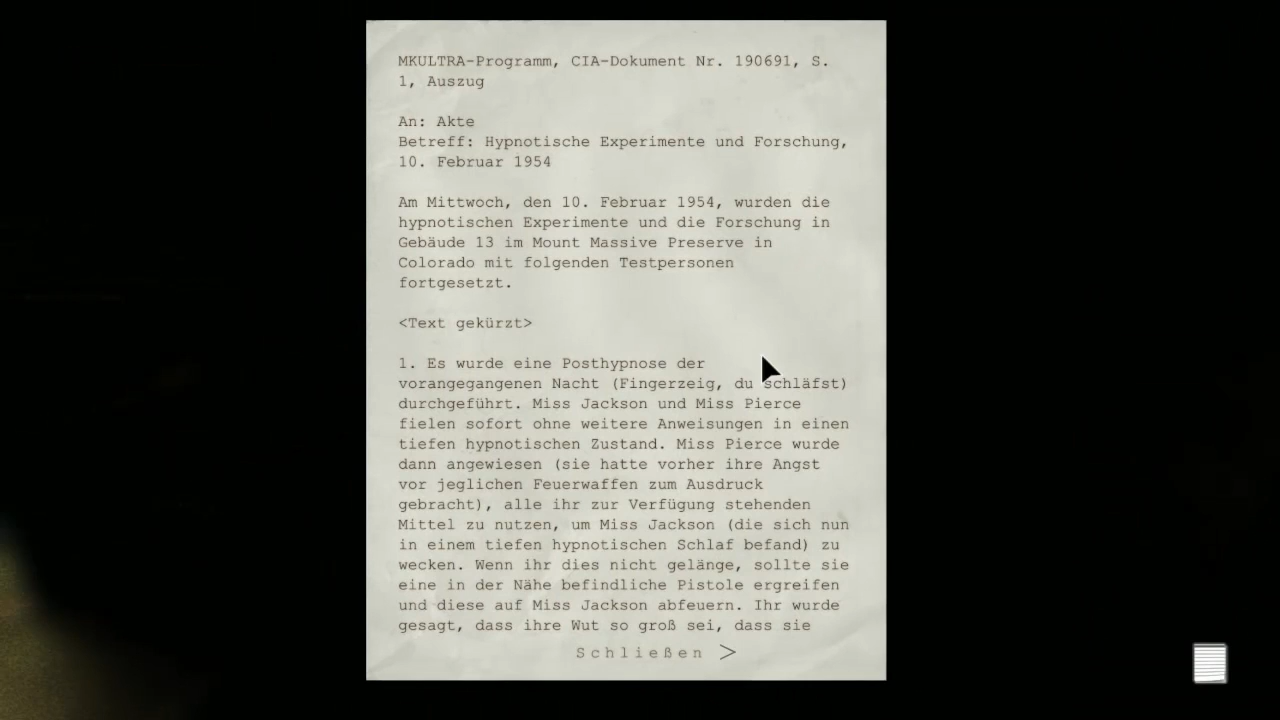 MKULTRA-Programm, CIA-Dokument Nr. 190691, S.
1, Auszug
An: Akte
Betreff: Hypnotische Experimente und Forschung,
10. Februar 1954
Am Mittwoch, den 10. Februar 1954, wurden die
hypnotischen Experimente und die Forschung in
Gebäude 13 im Mount Massive Preserve in
Colorado mit folgenden Testpersonen
fortgesetzt.
<Text gekürzt>
1. Es wurde eine Posthypnose der
vorangegangenen Nacht (Fingerzeig, du schläfst)
durchgeführt. Miss Jackson und Miss Pierce
fielen sofort ohne weitere Anweisungen in einen
tiefen hypnotischen Zustand. Miss Pierce wurde
dann angewiesen (sie hatte vorher ihre Angst
vor jeglichen Feuerwaffen zum Ausdruck
gebracht), alle ihr zur Verfügung stehenden
Mittel zu nutzen, um Miss Jackson (die sich nun
in einem tiefen hypnotischen Schlaf befand) zu
wecken. Wenn ihr dies nicht gelänge, sollte sie
eine in der Nähe befindliche Pistole ergreifen
und diese auf Miss Jackson abfeuern. Ihr wurde
gesagt, dass ihre Wut so groß sei, dass sie
Schließen >